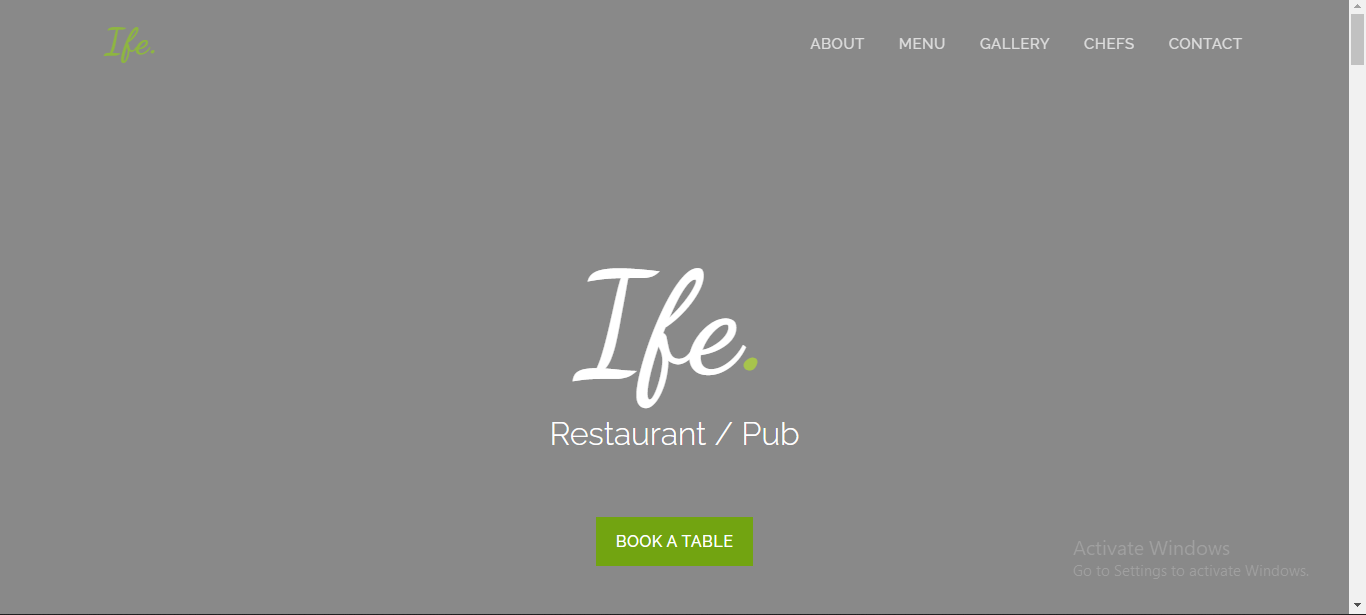 Ife.
ABOUT MENU GALLERY CHEFS CONTACT
Ife.
Restaurant / Pub
BOOK A TABLE
Activate Windows
Go to Settings to activate Windows.